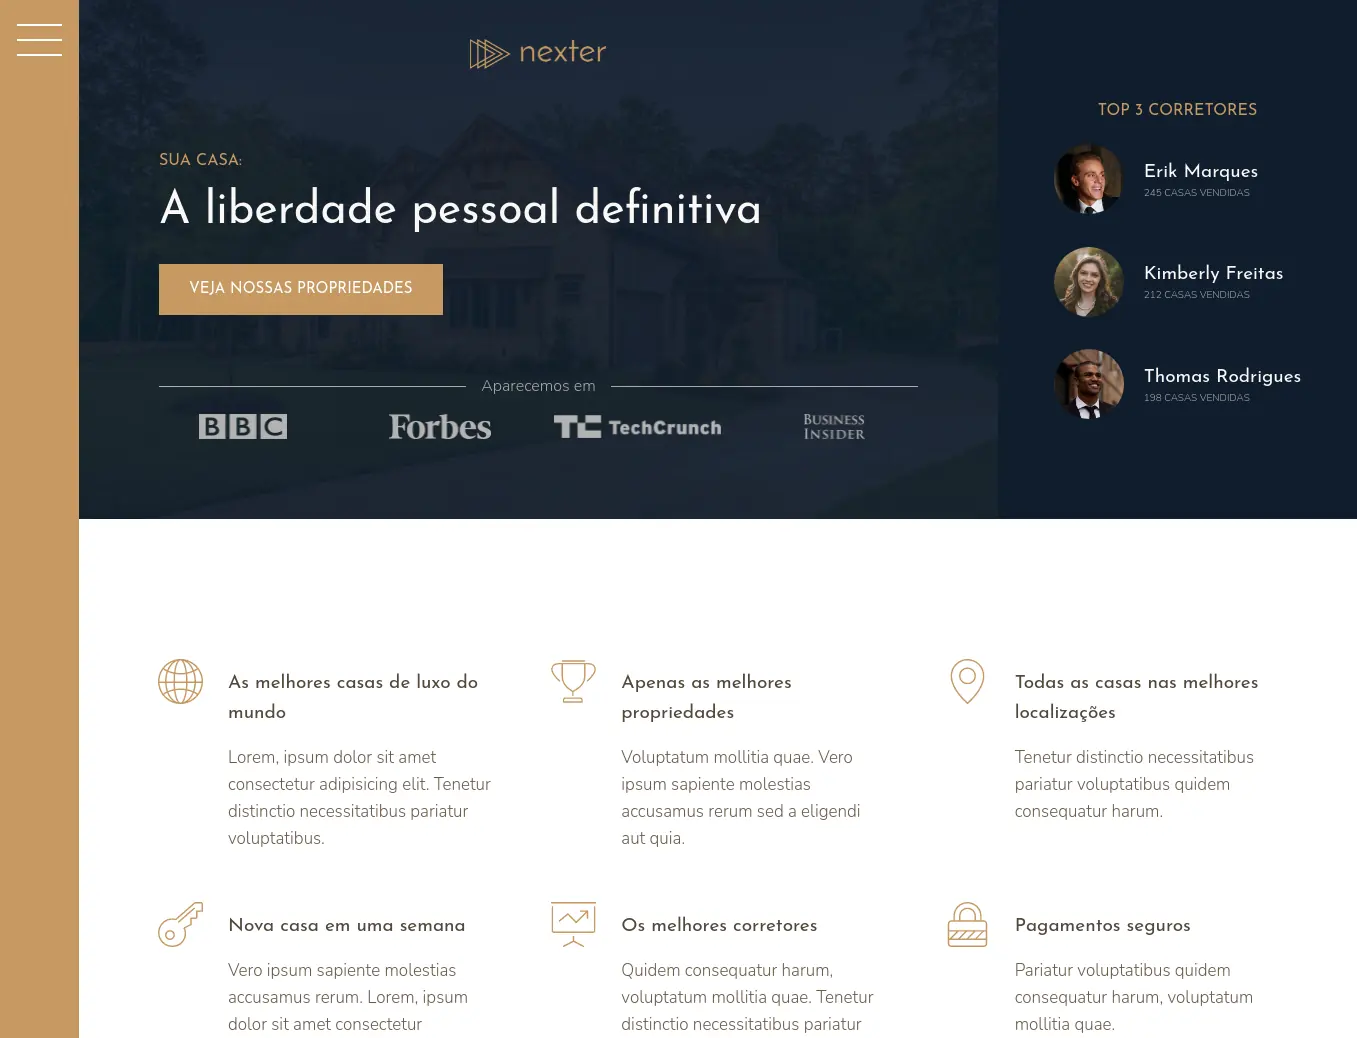 nexter
SUA CASA:
A liberdade pessoal definitiva
VEJA NOSSAS PROPRIEDADES
Aparecemos em
BBC
Forbes
TC TechCrunch
BUSINESS
INSIDER
TOP 3 CORRETORES
Erik Marques
245 CASAS VENDIDAS
Kimberly Freitas
212 CASAS VENDIDAS
Thomas Rodrigues
198 CASAS VENDIDAS
As melhores casas de luxo do
mundo
Lorem, ipsum dolor sit amet
consectetur adipisicing elit. Tenetur
distinctio necessitatibus pariatur
voluptatibus.
Apenas as melhores
propriedades
Voluptatum mollitia quae. Vero
ipsum sapiente molestias
accusamus rerum sed a eligendi
aut quia.
Todas as casas nas melhores
localizações
Tenetur distinctio necessitatibus
pariatur voluptatibus quidem
consequatur harum.
Nova casa em uma semana
Vero ipsum sapiente molestias
accusamus rerum. Lorem, ipsum
dolor sit amet consectetur
Os melhores corretores
Quidem consequatur harum,
voluptatum mollitia quae. Tenetur
distinctio necessitatibus pariatur
Pagamentos seguros
Pariatur voluptatibus quidem
consequatur harum, voluptatum
mollitia quae.